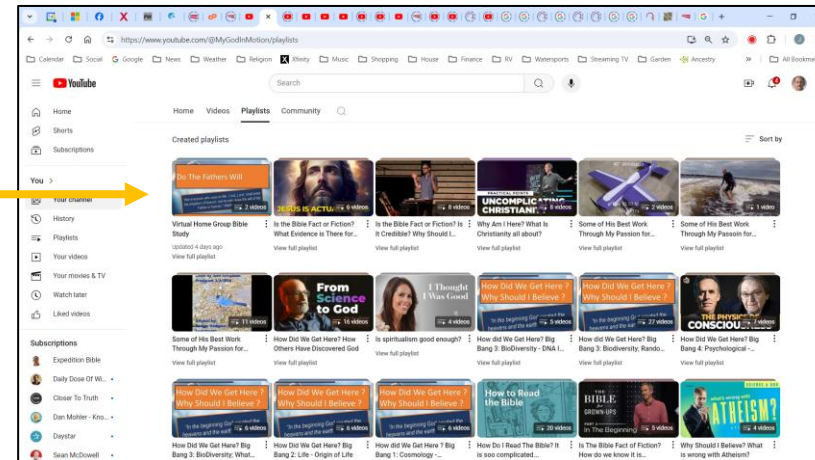 https://www.youtube.com/@MyGodInMotion/playlists
Calendar Social Google News Weather Religion Xfinity Music Shopping House Finance RV Watersports Streaming TV Garden Ancestry All Bookma
YouTube
Search
Home
Shorts
Subscriptions
You >
Your channel
History
Playlists
Your videos
Your movies & TV
Watch later
Liked videos
Subscriptions
Expedition Bible
Daily Dose Of Wi...
Closer To Truth
Dan Mohler - Kno...
Daystar
Sean McDowell
Home Videos Playlists Community
Created playlists
Sort by
Do The Fathers Will
2 videos
JESUS IS ACTU
6 videos
8 videos
PRACTICAL POINTS
UNCOMPLICATING
CHRISTIANI
8 videos
2 videos
1 video
Virtual Home Group Bible Study
Updated 4 days ago
View full playlist
Is the Bible Fact or Fiction? What Evidence is There for...
View full playlist
Is the Bible Fact or Fiction? Is It Credible? Why Should I...
View full playlist
Why Am I Here? What Is Christianity all about?
View full playlist
Some of His Best Work Through My Passion for...
View full playlist
Some of His Best Work Through My Passoin for...
View full playlist
11 videos
From
Science
to God
16 videos
I Thought
I Was Good
4 videos
How Did We Get Here ?
Why Should I Believe ?
5 videos
How Did We Get Here ?
Why Should I Believe ?
27 videos
THE PHYSICS OF
CONSCIOU
7 videos
Some of His Best Work Through My Passion for...
View full playlist
How Did We Get Here? How Others Have Discovered God
View full playlist
Is spiritualism good enough?
View full playlist
How did We Get Here? Big Bang 3: BioDiversity - DNA I...
View full playlist
How did We Get Here? Big Bang 3: Biodiversity; Rando...
View full playlist
How Did We Get Here? Big Bang 4: Psychological -...
View full playlist
How Did We Get Here ?
Why Should I Believe ?
6 videos
How Did We Get Here ?
Why Should I Believe ?
6 videos
How Did We Get Here ?
Why Should I Believe ?
6 videos
How to Read
the Bible
20 videos
BIBLE
GROWN-UPS
In The Beginning
5 videos
SCIENCE & GOD
what's wrong with
ATHEISM?
4 videos
How Did We Get Here? Big Bang 3: BioDiversity; What...
How Did We Get Here? Big Bang 2: Life - Origin of Life
How did We Get Here ? Big Bang 1: Cosmology -...
How Do I Read The Bible? It is soo complicated...
Is The Bible Fact of Fiction? How do we know it is...
Why Should I Believe? What is wrong with Atheism?